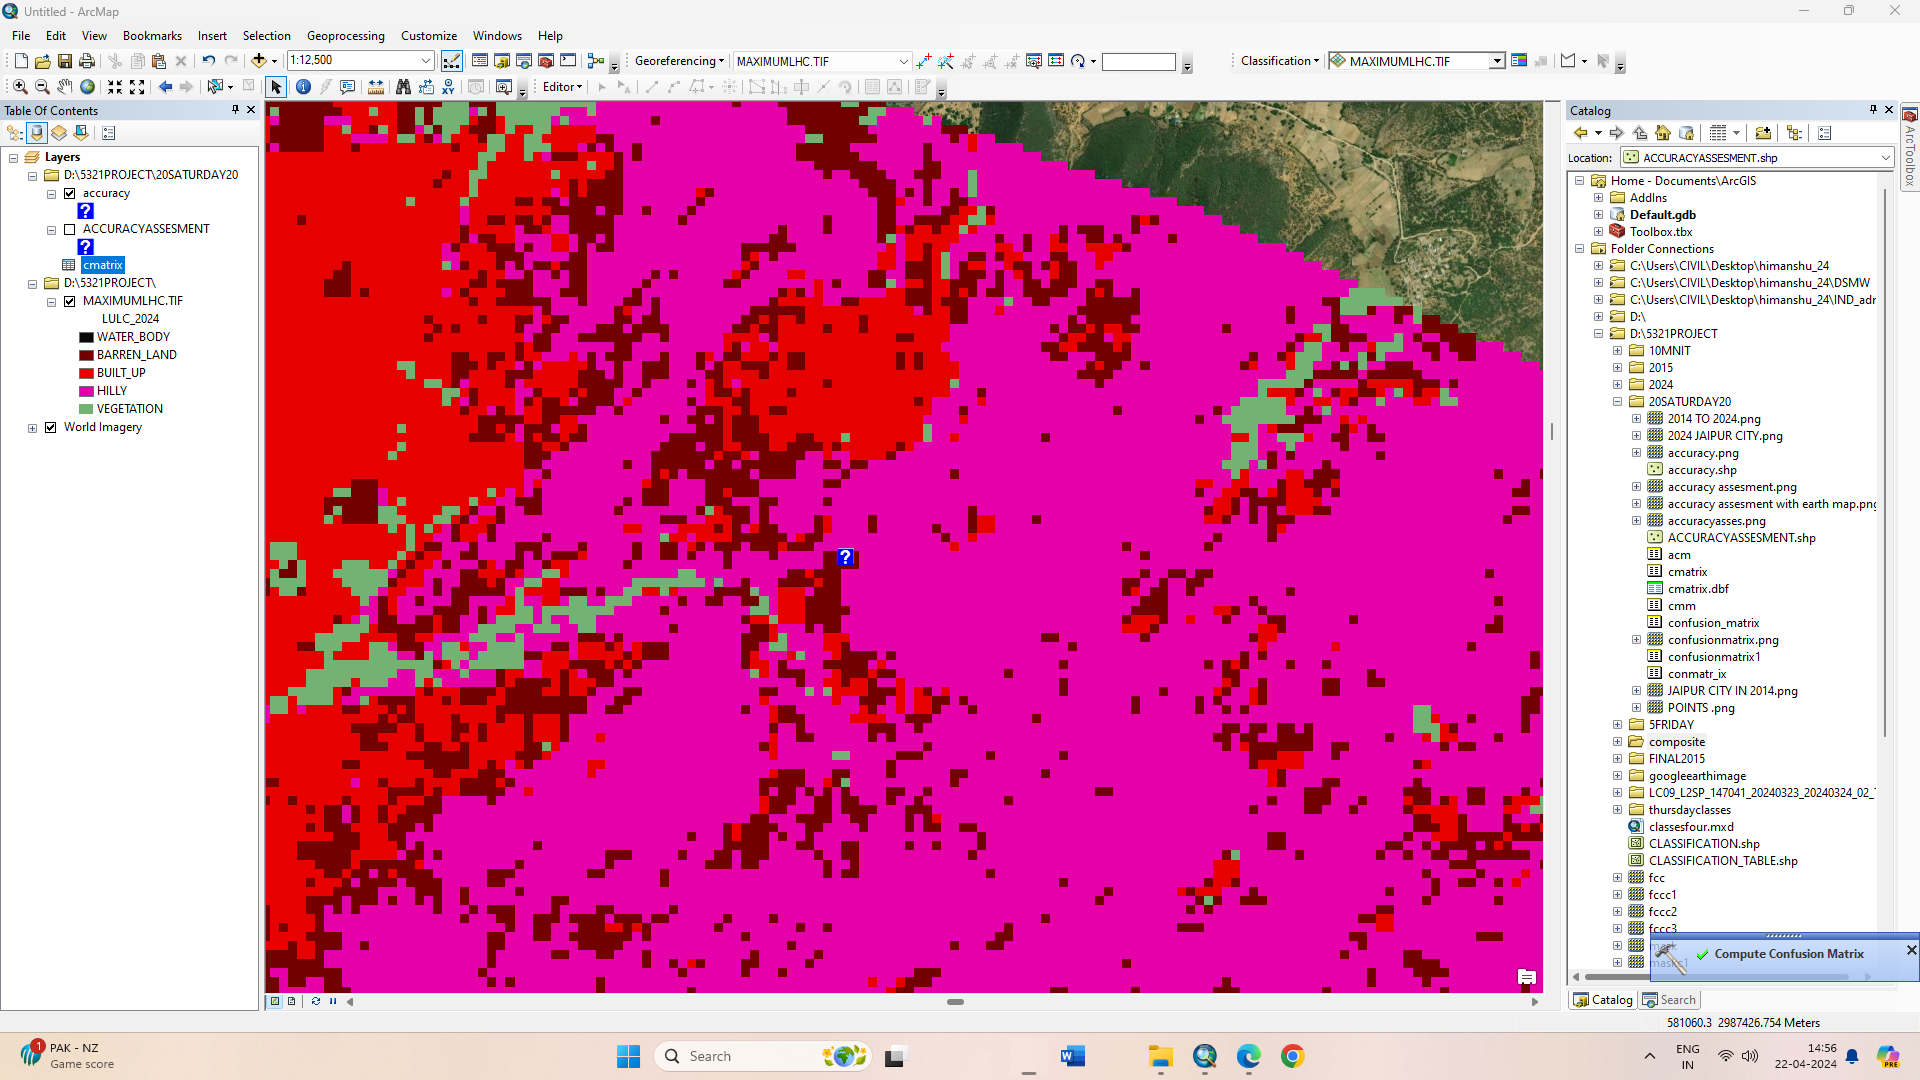 Untitled - ArcMap
File Edit View Bookmarks Insert Selection Geoprocessing Customize Windows Help
1:12,500
Georeferencing
MAXIMUMLHC.TIF
Classification
MAXIMUMLHC.TIF
Editor
Table Of Contents
Layers
D:\5321PROJECT\20SATURDAY20
accuracy
?
ACCURACYASSESMENT
?
cmatrix
D:\5321PROJECT\
MAXIMUMLHC.TIF
LULC_2024
WATER_BODY
BARREN_LAND
BUILT_UP
HILLY
VEGETATION
World Imagery
?
Catalog
Location: ACCURACYASSESMENT.shp
Home - Documents\ArcGIS
AddIns
Default.gdb
Toolbox.tbx
Folder Connections
C:\Users\CIVIL\Desktop\himanshu_24
C:\Users\CIVIL\Desktop\himanshu_24\DSMW
C:\Users\CIVIL\Desktop\himanshu_24\IND_adr
D:\
D:\5321PROJECT
10MNIT
2015
2024
20SATURDAY20
2014 TO 2024.png
2024 JAIPUR CITY.png
accuracy.png
accuracy.shp
accuracy assesment.png
accuracy assesment with earth map.png
accuracyasses.png
ACCURACYASSESMENT.shp
acm
cmatrix
cmatrix.dbf
cmm
confusion_matrix
confusionmatrix.png
confusionmatrix1
conmatr_ix
JAIPUR CITY IN 2014.png
POINTS .png
5FRIDAY
composite
FINAL2015
googleearthimage
LC09_L2SP_147041_20240323_20240324_02_
thursdayclasses
classesfour.mxd
CLASSIFICATION.shp
CLASSIFICATION_TABLE.shp
fcc
fccc1
fccc2
fccc3
mask
maskc1
Compute Confusion Matrix
Catalog
Search
ArcToolbox
581060.3 2987426.754 Meters
1
PAK - NZ
Game score
Search
ENG
IN
14:56
22-04-2024
PRE